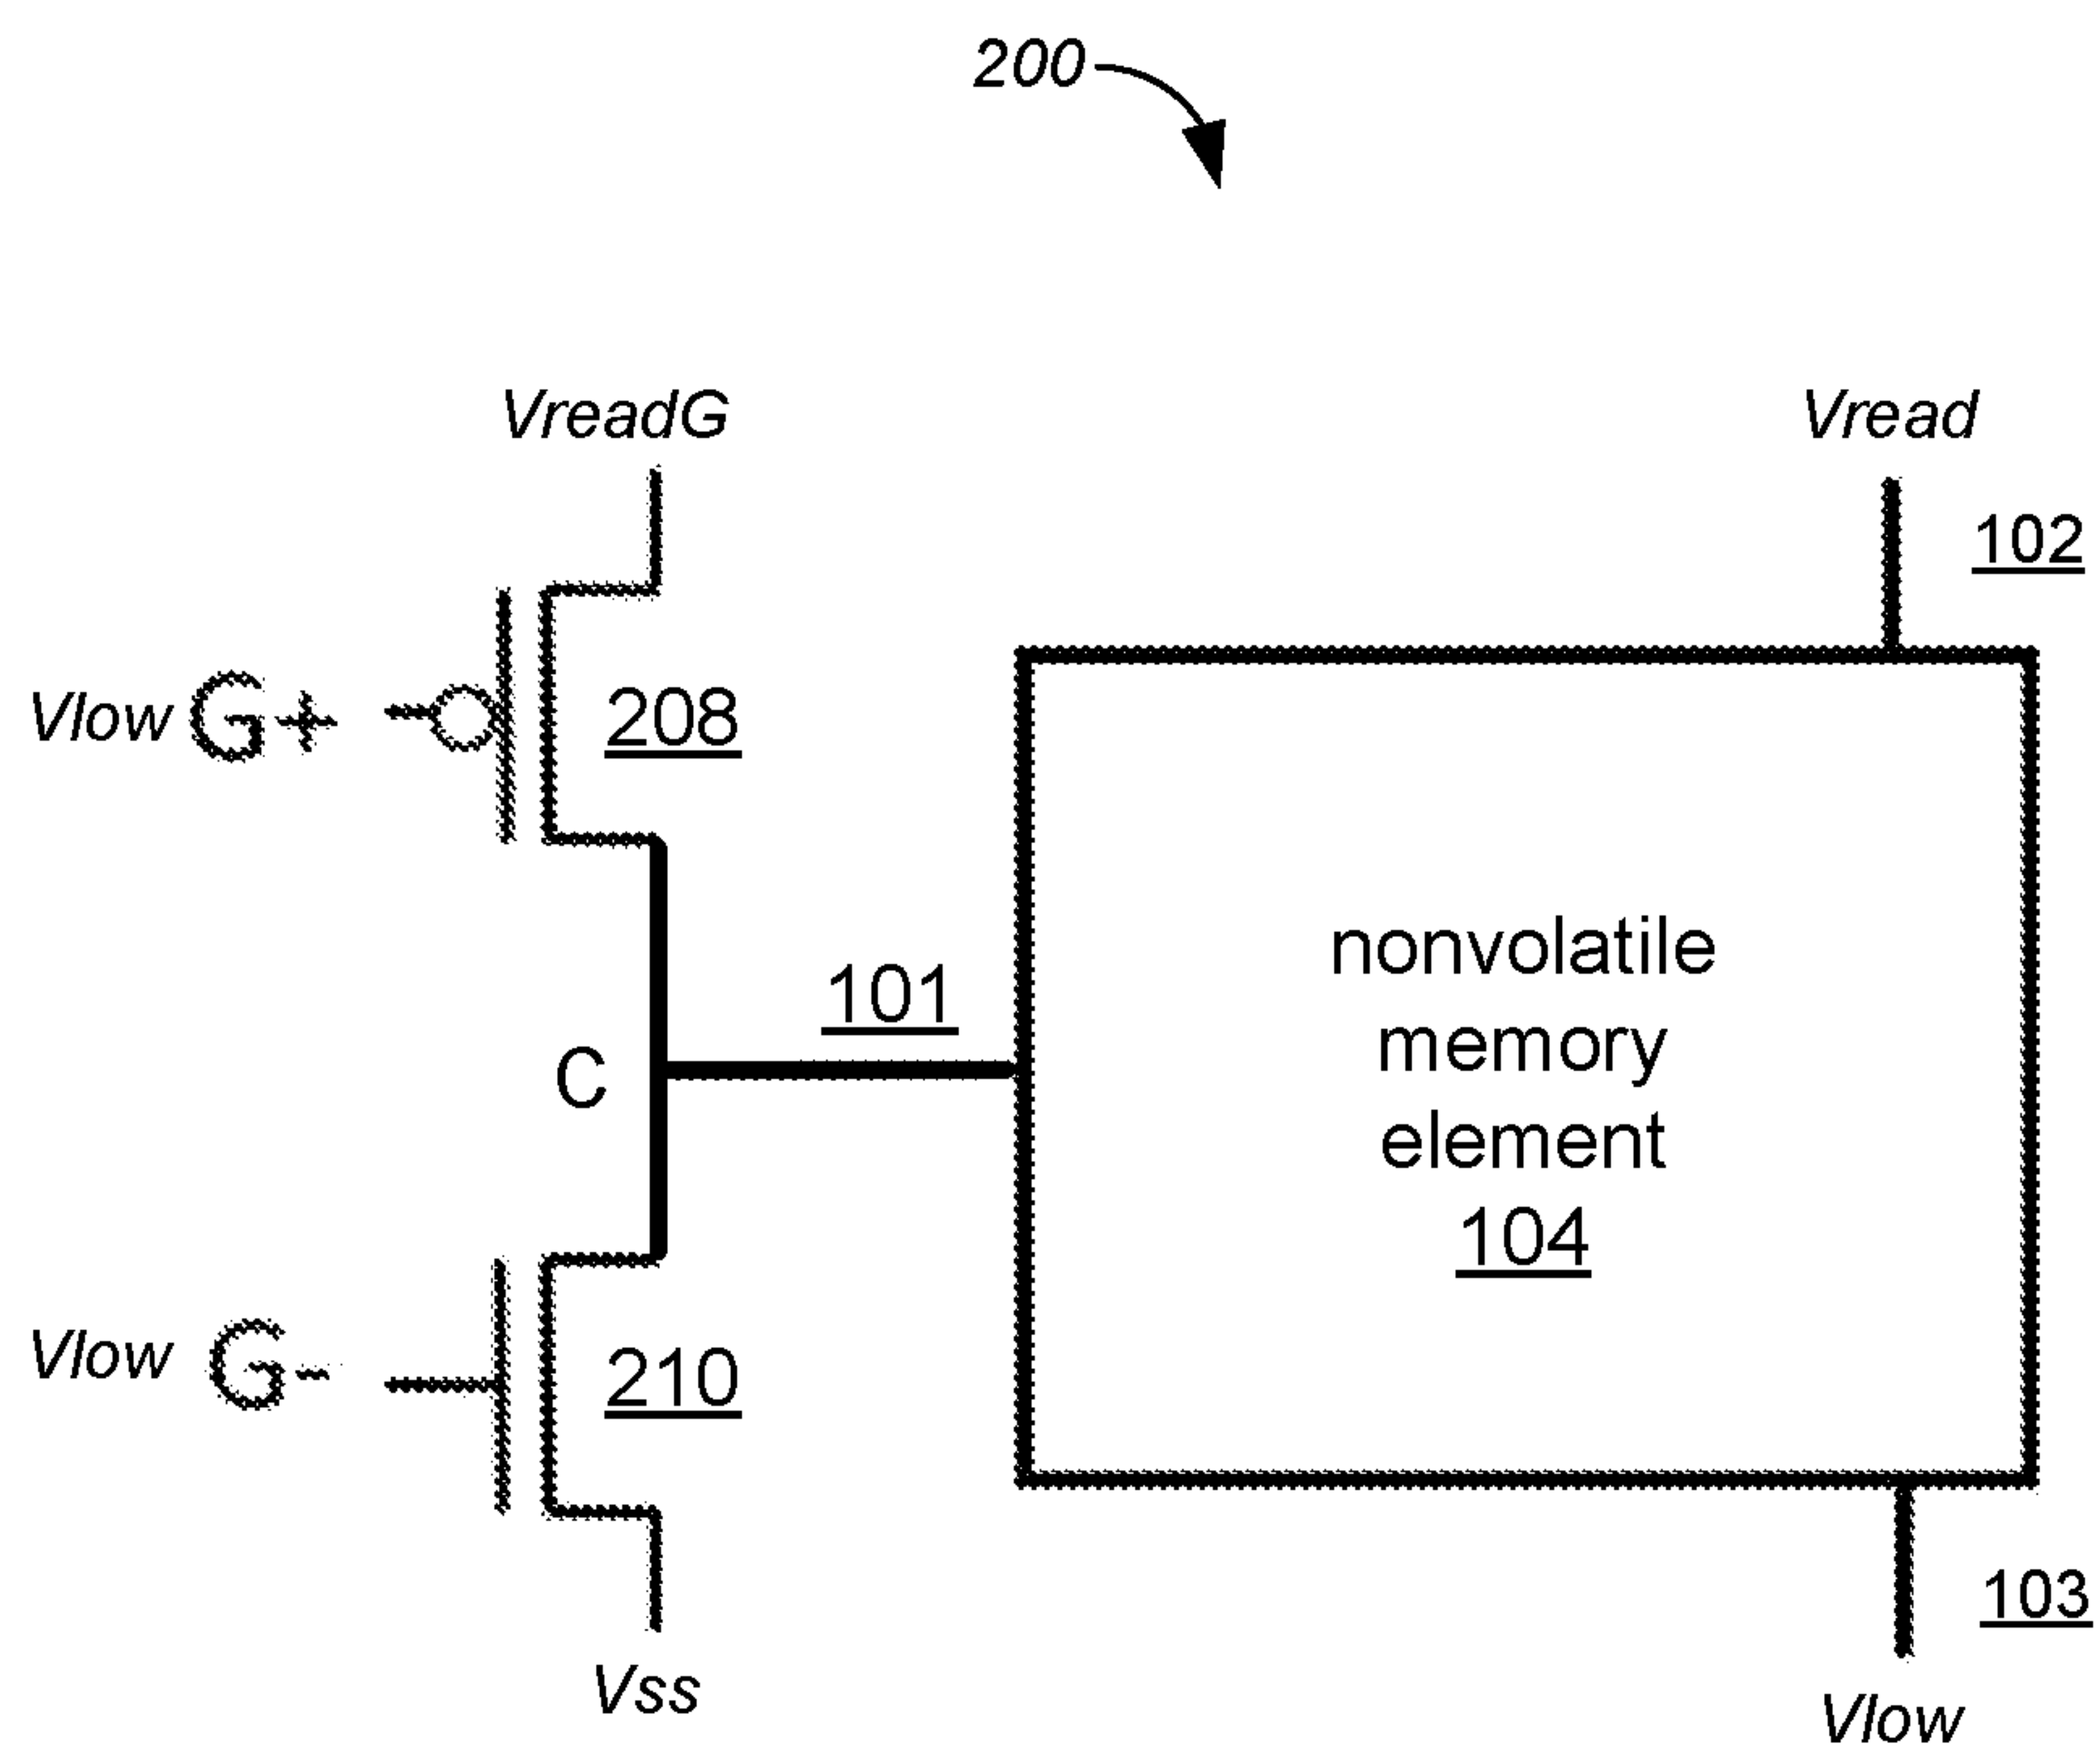 200
VreadG
Vread
102
Vlow G+
208
101
nonvolatile
memory
element
104
C
Vlow G-
210
103
Vss
Vlow